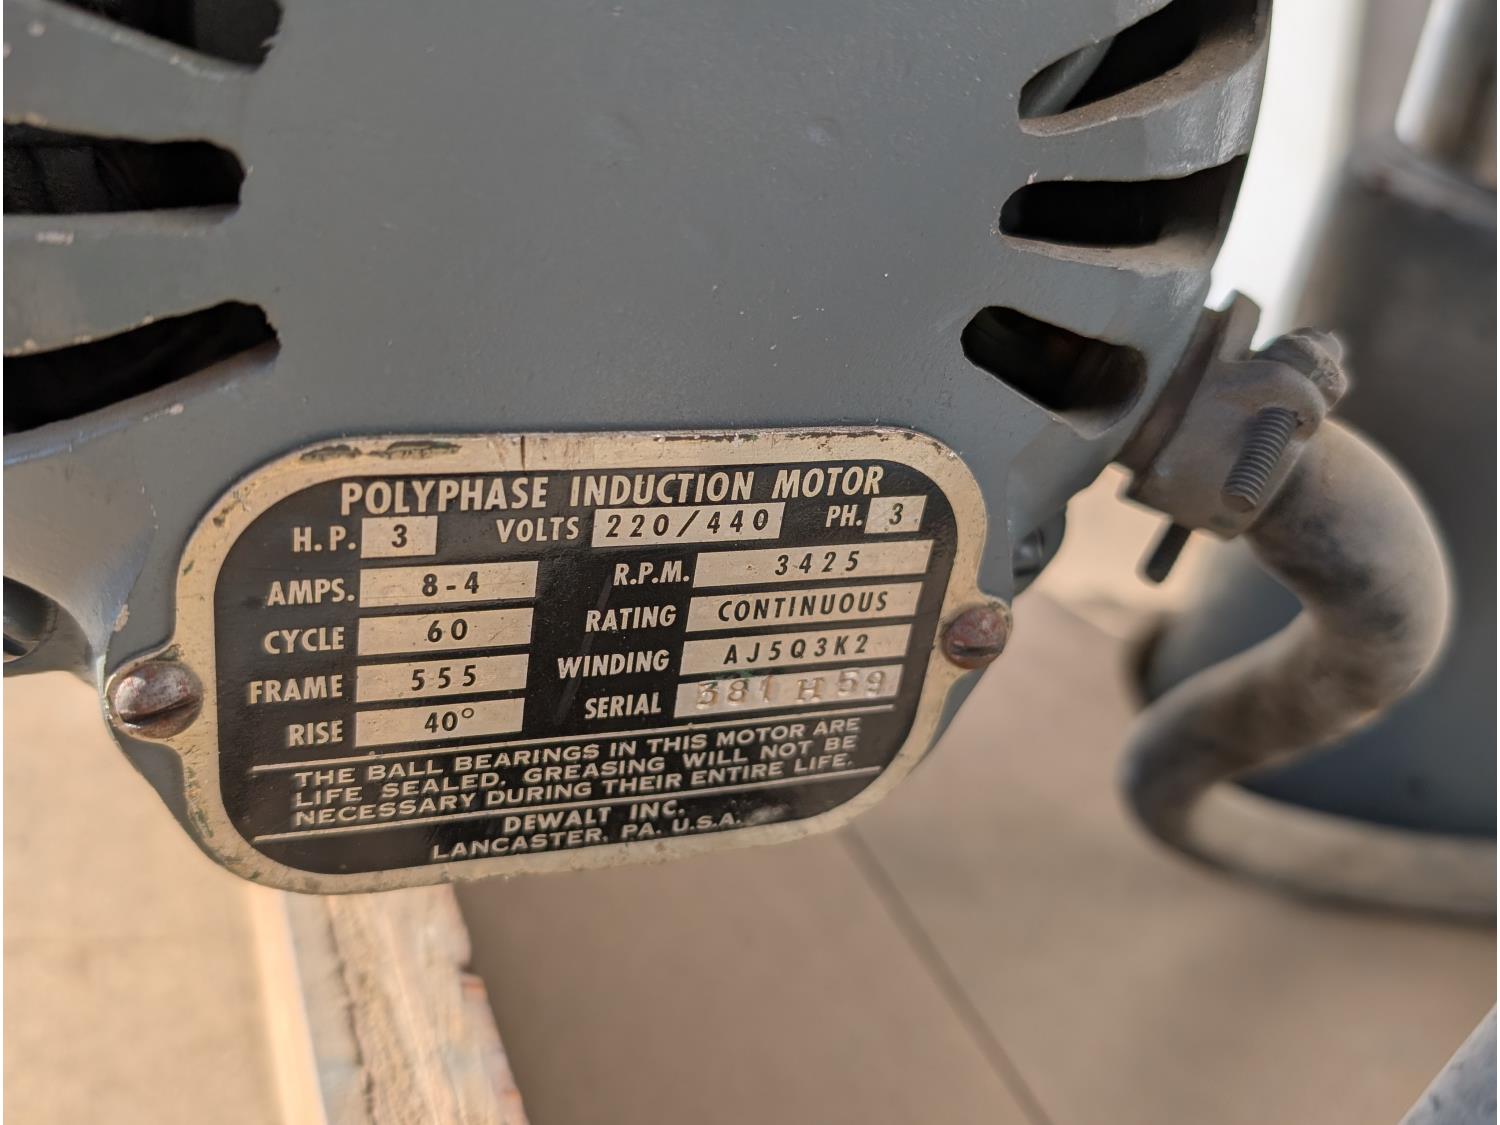 POLYPHASE INDUCTION MOTOR
H.P. 3 VOLTS 220/440 PH. 3
AMPS. 8-4 R.P.M. 3425
CYCLE 60 RATING CONTINUOUS
FRAME 555 WINDING AJ5Q3K2
RISE 40° SERIAL 381 H 59
THE BALL BEARINGS IN THIS MOTOR ARE
LIFE SEALED. GREASING WILL NOT BE
NECESSARY DURING THEIR ENTIRE LIFE.
DEWALT INC.
LANCASTER, PA. U.S.A.